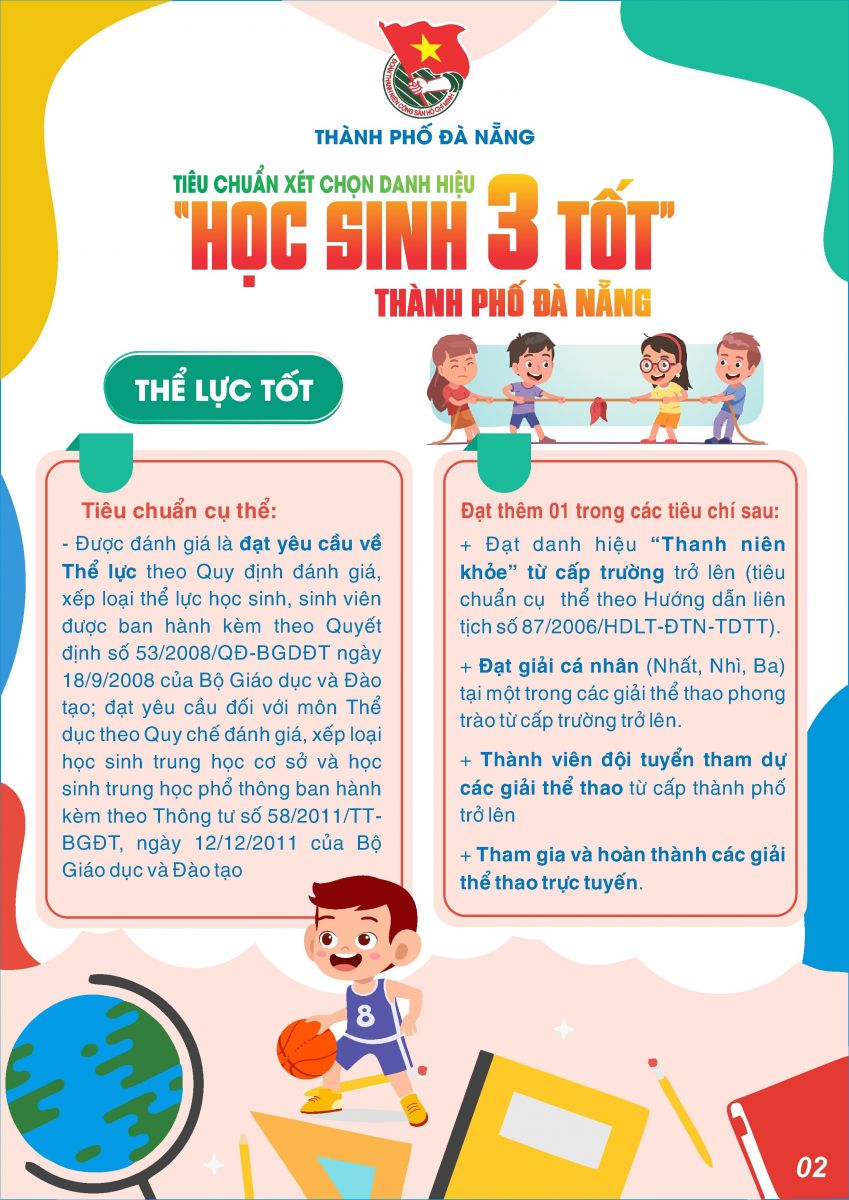 ĐOÀN THANH NIÊN CỘNG SẢN HỒ CHÍ MINH
THÀNH PHỐ ĐÀ NẴNG
TIÊU CHUẨN XÉT CHỌN DANH HIỆU
"HỌC SINH 3 TỐT"
THÀNH PHỐ ĐÀ NẴNG
THỂ LỰC TỐT
Tiêu chuẩn cụ thể:
- Được đánh giá là đạt yêu cầu về
Thể lực theo Quy định đánh giá,
xếp loại thể lực học sinh, sinh viên
được ban hành kèm theo Quyết
định số 53/2008/QĐ-BGDĐT ngày
18/9/2008 của Bộ Giáo dục và Đào
tạo; đạt yêu cầu đối với môn Thể
dục theo Quy chế đánh giá, xếp loại
học sinh trung học cơ sở và học
sinh trung học phổ thông ban hành
kèm theo Thông tư số 58/2011/TT-
BGĐT, ngày 12/12/2011 của Bộ
Giáo dục và Đào tạo
Đạt thêm 01 trong các tiêu chí sau:
+ Đạt danh hiệu “Thanh niên
khỏe” từ cấp trường trở lên (tiêu
chuẩn cụ thể theo Hướng dẫn liên
tịch số 87/2006/HDLT-ĐTN-TDTT).
+ Đạt giải cá nhân (Nhất, Nhì, Ba)
tại một trong các giải thể thao phong
trào từ cấp trường trở lên.
+ Thành viên đội tuyển tham dự
các giải thể thao từ cấp thành phố
trở lên
+ Tham gia và hoàn thành các giải
thể thao trực tuyến.
8
02